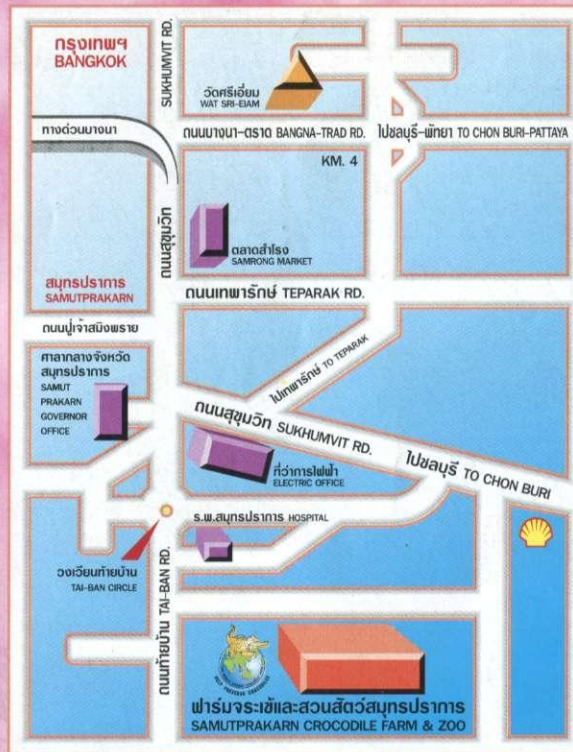 กรุงเทพฯ
BANGKOK
SUKHUMVIT RD.
วัดศรีเอี่ยม
WAT SRI-EIAM
ทางด่วนบางนา
ถนนบางนา-ตราด BANGNA-TRAD RD.
ไปชลบุรี-พัทยา TO CHON BURI-PATTAYA
KM. 4
ถนนสุขุมวิท
ตลาดสำโรง
SAMRONG MARKET
สมุทรปราการ
SAMUTPRAKARN
ถนนเทพารักษ์ TEPARAK RD.
ถนนปู่เจ้าสมิงพราย
ศาลากลางจังหวัด
สมุทรปราการ
SAMUT
PRAKARN
GOVERNOR
OFFICE
ไปเทพารักษ์ TO TEPARAK
ถนนสุขุมวิท SUKHUMVIT RD.
ไปชลบุรี TO CHON BURI
ที่ว่าการไฟฟ้า
ELECTRIC OFFICE
ร.พ.สมุทรปราการ HOSPITAL
วงเวียนท้ายบ้าน
TAI-BAN CIRCLE
ถนนท้ายบ้าน TAI-BAN RD.
ฟาร์มจระเข้และสวนสัตว์สมุทรปราการ
SAMUTPRAKARN CROCODILE FARM & ZOO